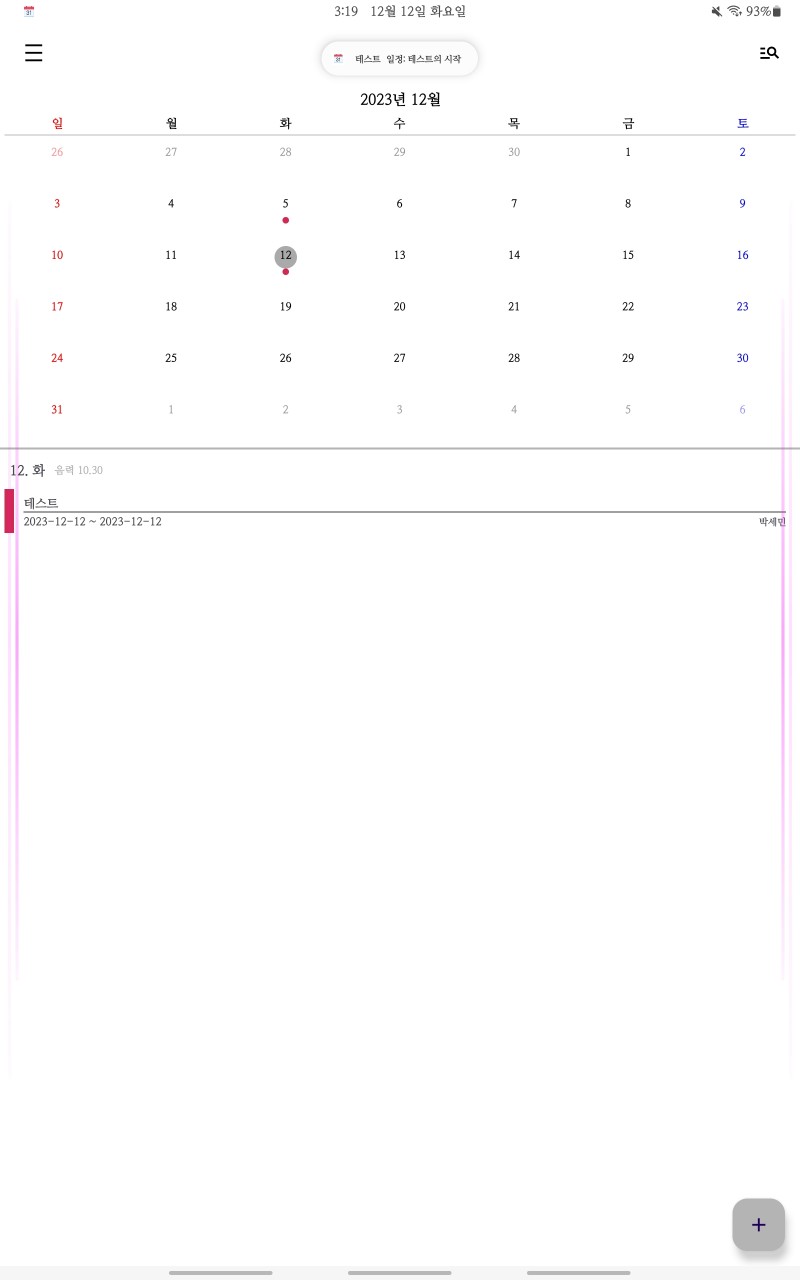 3:19 12월 12일 화요일 93%
테스트 일정: 테스트의 시작
2023년 12월
일 월 화 수 목 금 토
26 27 28 29 30 1 2
3 4 5 6 7 8 9
10 11 12 13 14 15 16
17 18 19 20 21 22 23
24 25 26 27 28 29 30
31 1 2 3 4 5 6
12. 화 음력 10.30
테스트
2023-12-12 ~ 2023-12-12 박세민
+